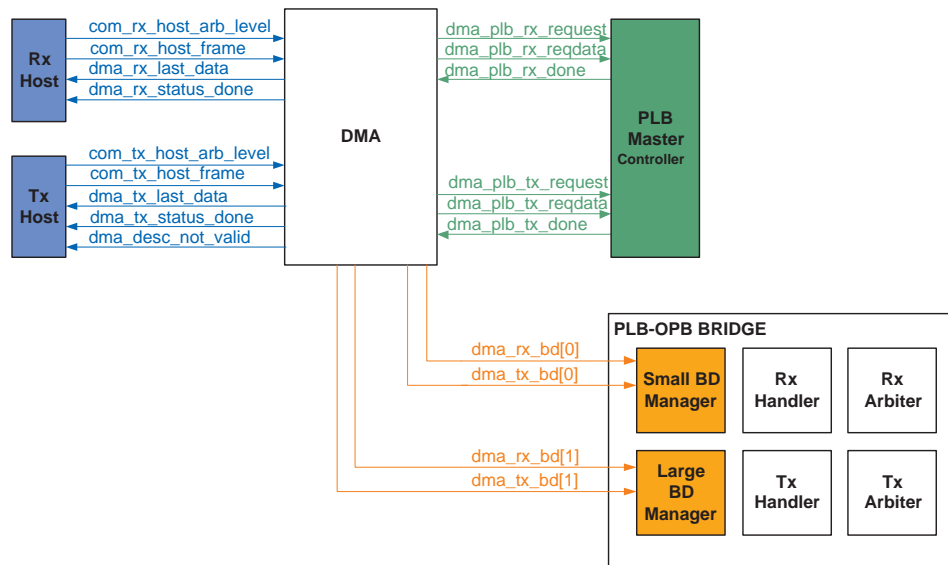 com_rx_host_arb_level
com_rx_host_frame
dma_rx_last_data
dma_rx_status_done
Rx
Host
com_tx_host_arb_level
com_tx_host_frame
dma_tx_last_data
dma_tx_status_done
dma_desc_not_valid
Tx
Host
DMA
dma_plb_rx_request
dma_plb_rx_reqdata
dma_plb_rx_done
dma_plb_tx_request
dma_plb_tx_reqdata
dma_plb_tx_done
PLB
Master
Controller
dma_rx_bd[0]
dma_tx_bd[0]
dma_rx_bd[1]
dma_tx_bd[1]
PLB-OPB BRIDGE
Small BD
Manager
Rx
Handler
Rx
Arbiter
Large
BD
Manager
Tx
Handler
Tx
Arbiter